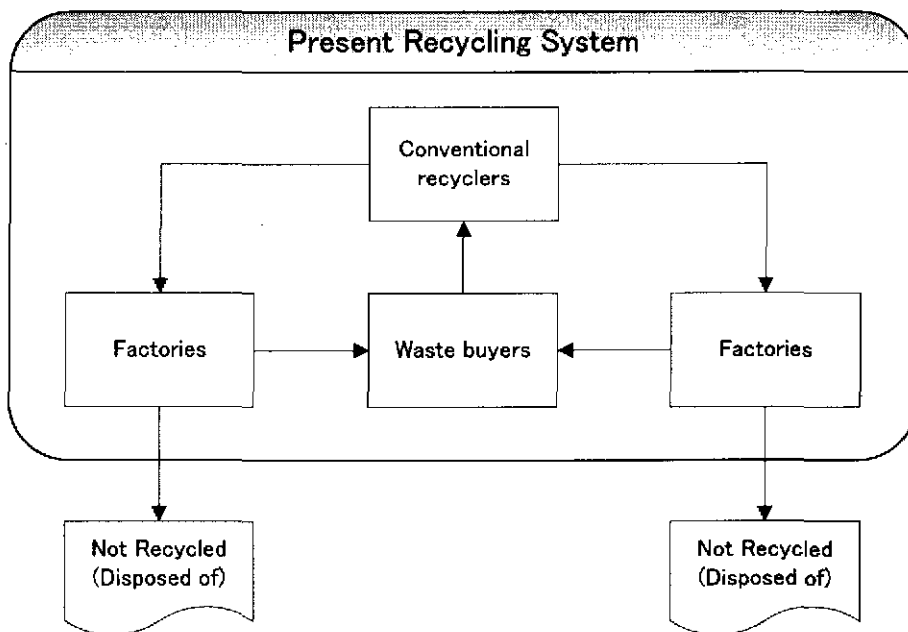 Present Recycling System
Conventional
recyclers
Factories
Waste buyers
Factories
Not Recycled
(Disposed of)
Not Recycled
(Disposed of)